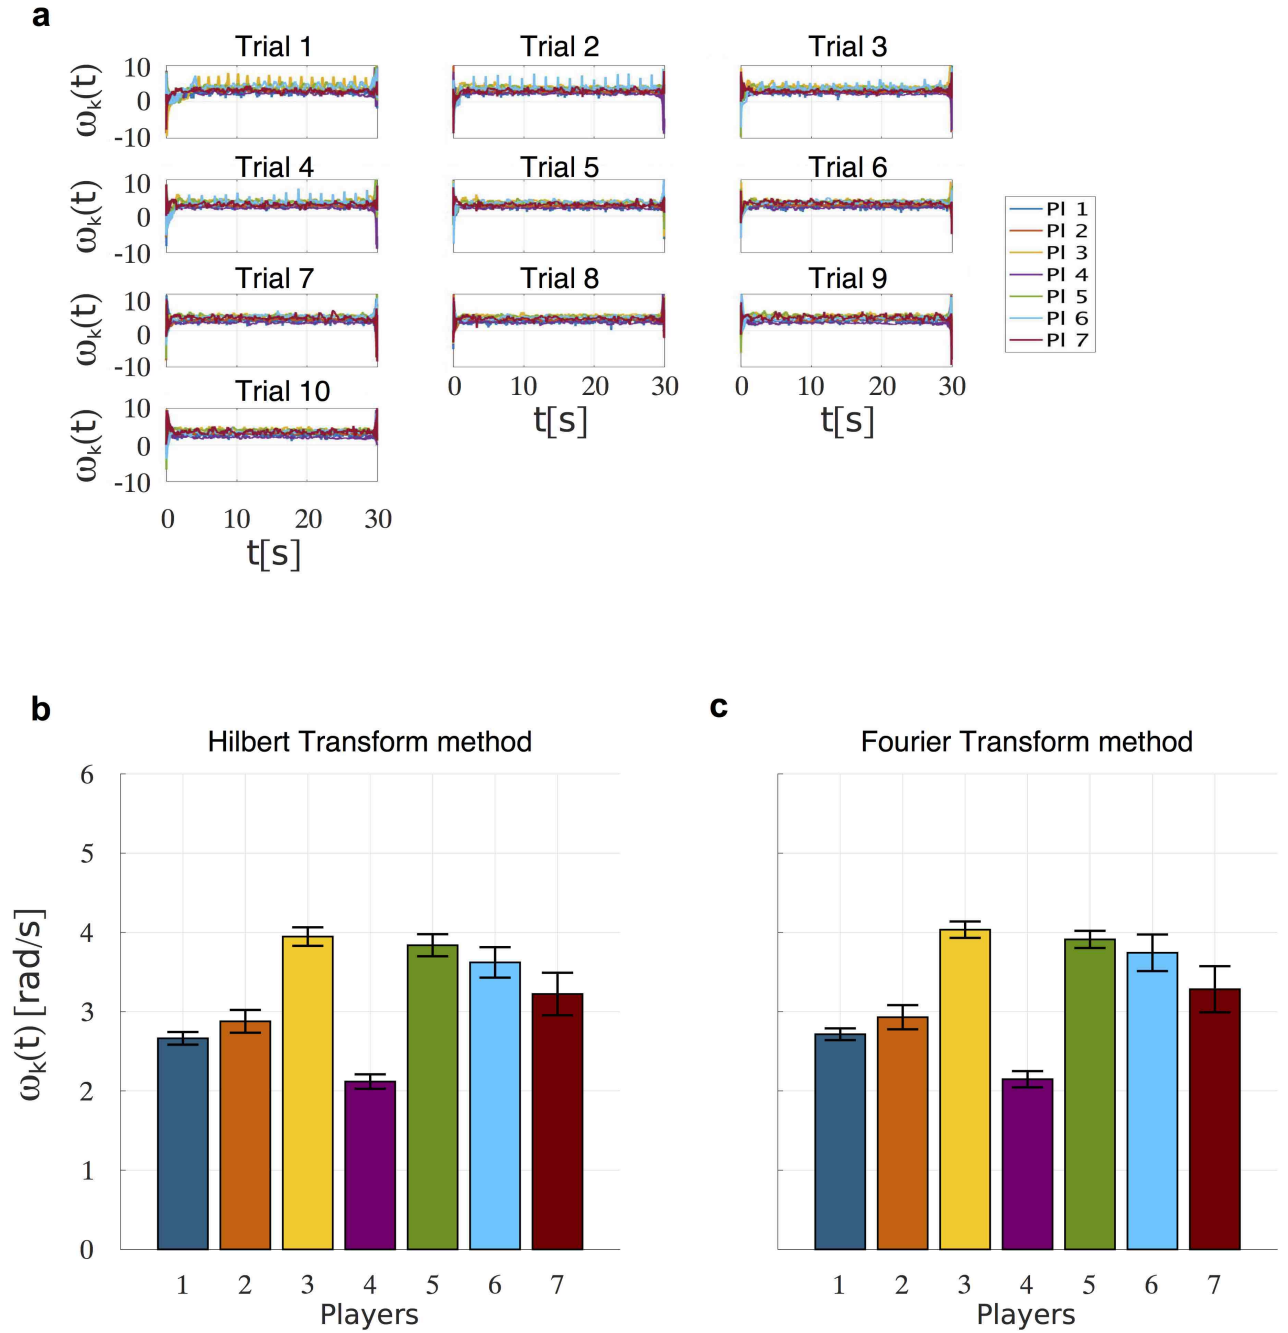 a
Trial 1
Trial 2
Trial 3
ωk(t)
10
0
-10
Trial 4
Trial 5
Trial 6
ωk(t)
10
0
-10
Pl 1
Pl 2
Pl 3
Pl 4
Pl 5
Pl 6
Pl 7
Trial 7
Trial 8
Trial 9
ωk(t)
10
0
-10
0 10 20 30
t[s]
0 10 20 30
t[s]
Trial 10
ωk(t)
10
0
-10
0 10 20 30
t[s]
b
Hilbert Transform method
ωk(t) [rad/s]
6
5
4
3
2
1
0
1 2 3 4 5 6 7
Players
c
Fourier Transform method
1 2 3 4 5 6 7
Players